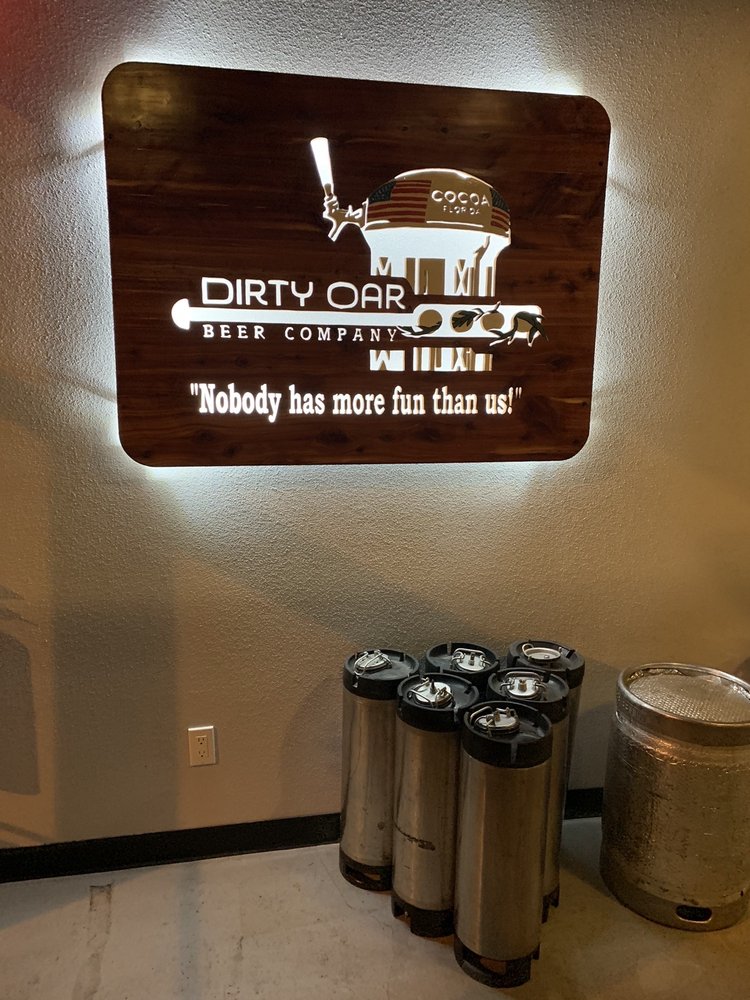 COCOA
FLORIDA
DIRTY OAR
BEER COMPANY
"Nobody has more fun than us!"